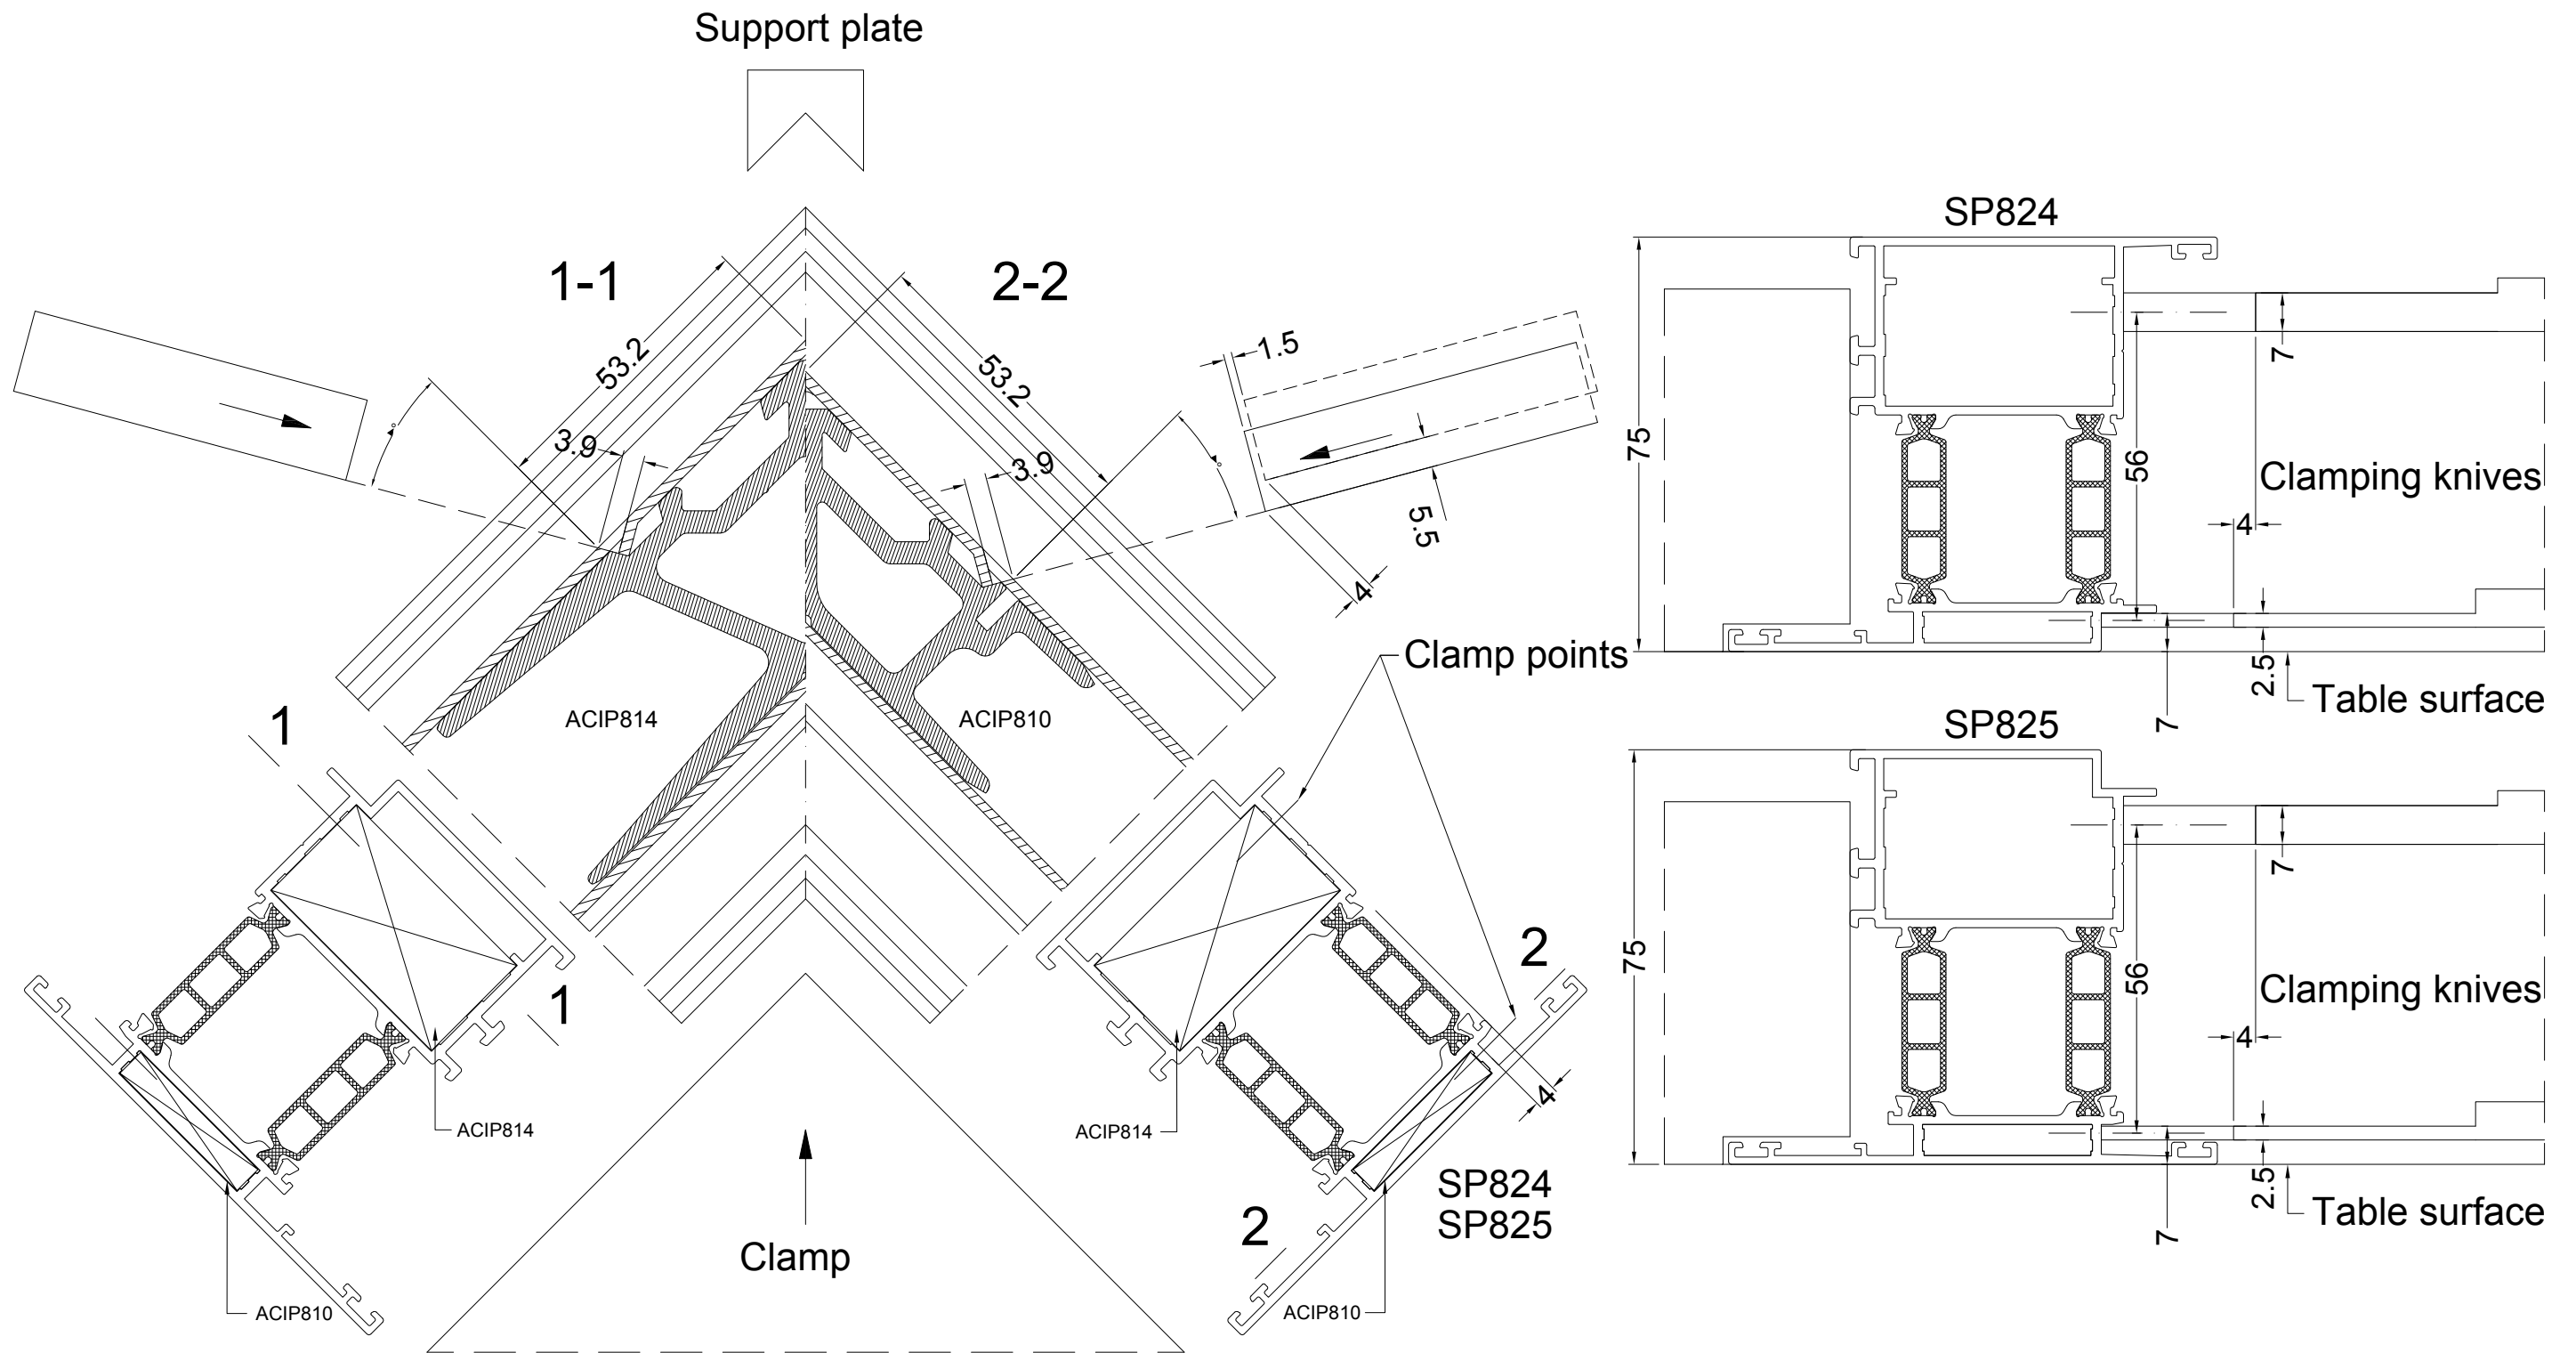 Support plate
1-1
2-2
53.2
53.2
3.9
3.9
°
°
1.5
5.5
4
Clamp points
ACIP814
ACIP810
1
1
2
2
4
ACIP814
ACIP814
ACIP810
ACIP810
SP824
SP825
Clamp
SP824
75
56
7
4
Clamping knives
2.5
7
Table surface
SP825
75
56
7
4
Clamping knives
2.5
7
Table surface